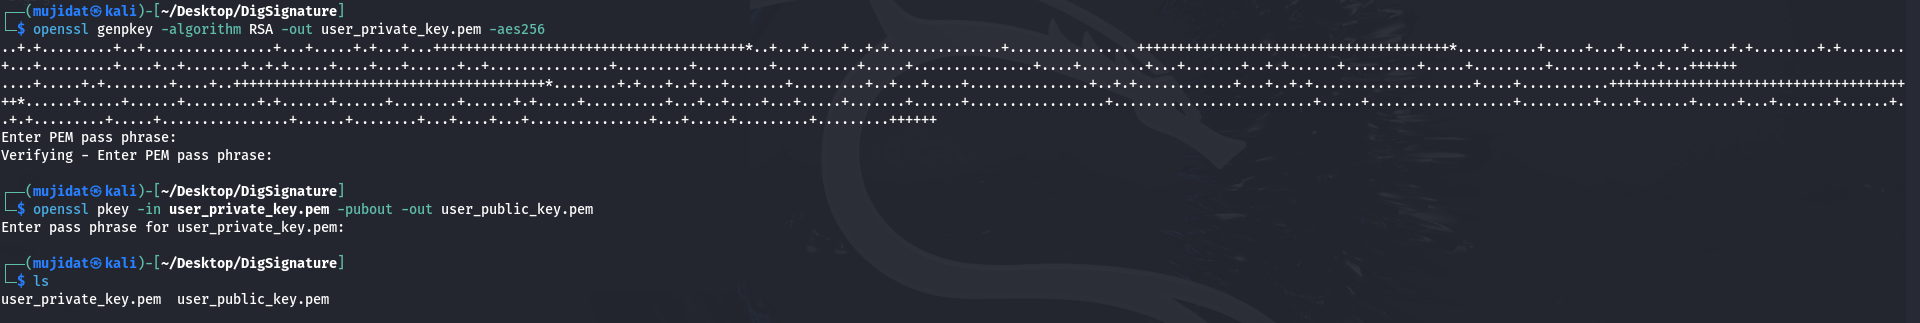 ┌──(mujidat㉿kali)-[~/Desktop/DigSignature]
└─$ openssl genpkey -algorithm RSA -out user_private_key.pem -aes256
Enter PEM pass phrase:
Verifying - Enter PEM pass phrase:
┌──(mujidat㉿kali)-[~/Desktop/DigSignature]
└─$ openssl pkey -in user_private_key.pem -pubout -out user_public_key.pem
Enter pass phrase for user_private_key.pem:
┌──(mujidat㉿kali)-[~/Desktop/DigSignature]
└─$ ls
user_private_key.pem  user_public_key.pem